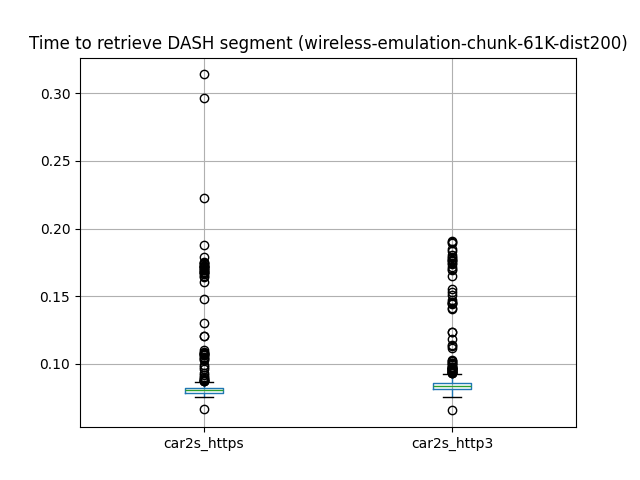 Time to retrieve DASH segment (wireless-emulation-chunk-61K-dist200)
0.30
0.25
0.20
0.15
0.10
car2s_https
car2s_http3